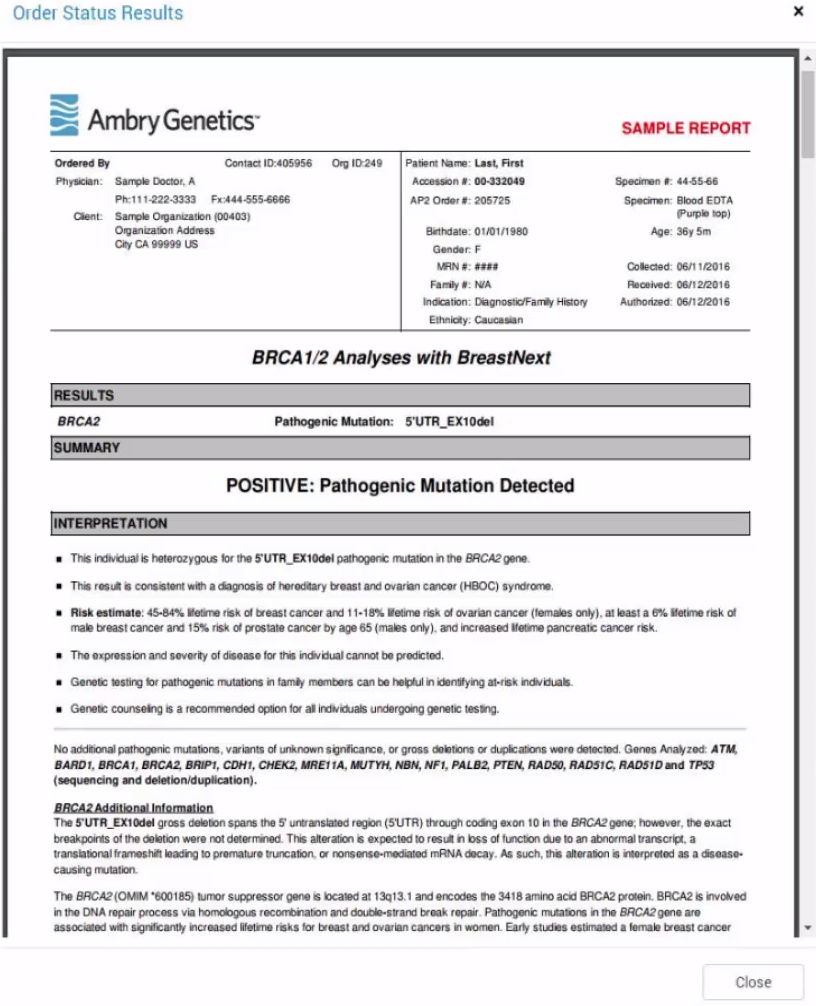 Order Status Results ×
Ambry Genetics™
SAMPLE REPORT
Ordered By Contact ID:405956 Org ID:249
Physician: Sample Doctor, A
Ph:111-222-3333 Fx:444-555-6666
Client: Sample Organization (00403)
Organization Address
City CA 99999 US
Patient Name: Last, First
Accession #: 00-332049 Specimen #: 44-55-66
AP2 Order #: 205725 Specimen: Blood EDTA
(Purple top)
Birthdate: 01/01/1980 Age: 36y 5m
Gender: F
MRN #: #### Collected: 06/11/2016
Family #: N/A Received: 06/12/2016
Indication: Diagnostic/Family History Authorized: 06/12/2016
Ethnicity: Caucasian
BRCA1/2 Analyses with BreastNext
RESULTS
BRCA2 Pathogenic Mutation: 5'UTR_EX10del
SUMMARY
POSITIVE: Pathogenic Mutation Detected
INTERPRETATION
■ This individual is heterozygous for the 5'UTR_EX10del pathogenic mutation in the BRCA2 gene.
■ This result is consistent with a diagnosis of hereditary breast and ovarian cancer (HBOC) syndrome.
■ Risk estimate: 45-84% lifetime risk of breast cancer and 11-18% lifetime risk of ovarian cancer (females only), at least a 6% lifetime risk of
male breast cancer and 15% risk of prostate cancer by age 65 (males only), and increased lifetime pancreatic cancer risk.
■ The expression and severity of disease for this individual cannot be predicted.
■ Genetic testing for pathogenic mutations in family members can be helpful in identifying at-risk individuals.
■ Genetic counseling is a recommended option for all individuals undergoing genetic testing.
No additional pathogenic mutations, variants of unknown significance, or gross deletions or duplications were detected. Genes Analyzed: ATM,
BARD1, BRCA1, BRCA2, BRIP1, CDH1, CHEK2, MRE11A, MUTYH, NBN, NF1, PALB2, PTEN, RAD50, RAD51C, RAD51D and TP53
(sequencing and deletion/duplication).
BRCA2 Additional Information
The 5'UTR_EX10del gross deletion spans the 5' untranslated region (5'UTR) through coding exon 10 in the BRCA2 gene; however, the exact
breakpoints of the deletion were not determined. This alteration is expected to result in loss of function due to an abnormal transcript, a
translational frameshift leading to premature truncation, or nonsense-mediated mRNA decay. As such, this alteration is interpreted as a disease-
causing mutation.
The BRCA2 (OMIM *600185) tumor suppressor gene is located at 13q13.1 and encodes the 3418 amino acid BRCA2 protein. BRCA2 is involved
in the DNA repair process via homologous recombination and double-strand break repair. Pathogenic mutations in the BRCA2 gene are
associated with significantly increased lifetime risks for breast and ovarian cancers in women. Early studies estimated a female breast cancer
Close